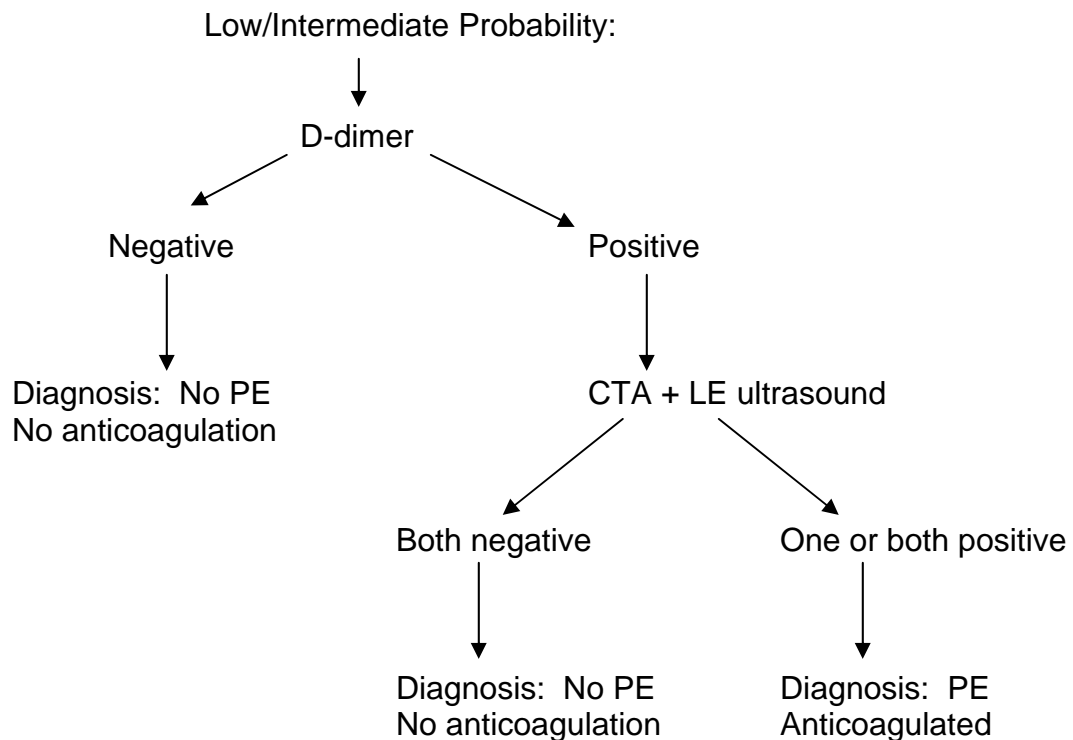 Low/Intermediate Probability:
D-dimer
Negative
Positive
Diagnosis: No PE
No anticoagulation
CTA + LE ultrasound
Both negative
One or both positive
Diagnosis: No PE
No anticoagulation
Diagnosis: PE
Anticoagulated